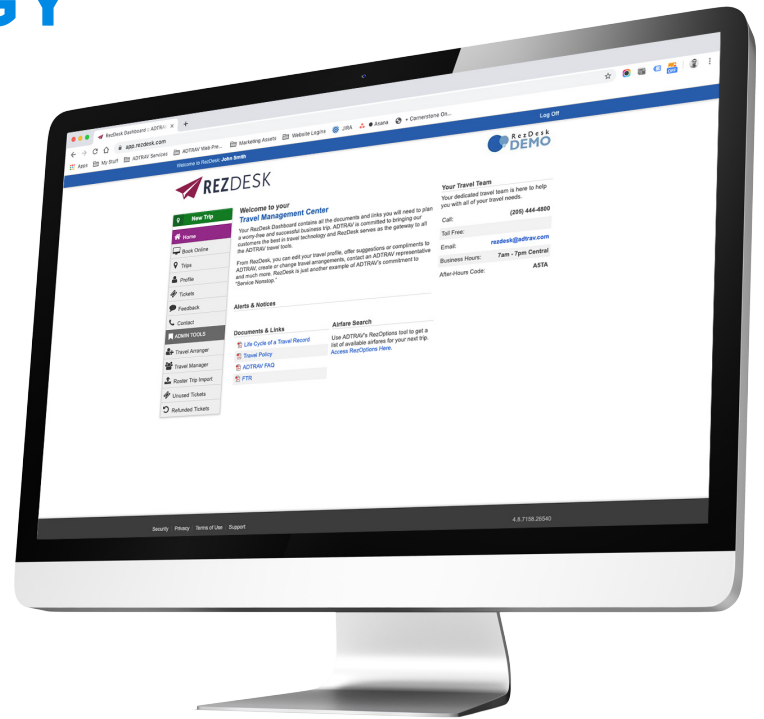 GY
RezDesk Dashboard :: ADTRAV
app.rezdesk.com
OFF
Apps My Stuff ADTRAV Services ADTRAV Web Pre... Marketing Assets Website Logins JIRA Asana + Cornerstone On...
Welcome to RezDesk John Smith
Log Off
REZDESK
RezDesk
DEMO
New Trip
Home
Book Online
Trips
Profile
Tickets
Feedback
Contact
ADMIN TOOLS
Travel Arranger
Travel Manager
Roster Trip Import
Unused Tickets
Refunded Tickets
Welcome to your
Travel Management Center
Your RezDesk Dashboard contains all the documents and links you will need to plan
a worry-free and successful business trip. ADTRAV is committed to bringing our
customers the best in travel technology and RezDesk serves as the gateway to all
the ADTRAV travel tools.
From RezDesk, you can edit your travel profile, offer suggestions or compliments to
ADTRAV, create or change travel arrangements, contact an ADTRAV representative
and much more. RezDesk is just another example of ADTRAV's commitment to
"Service Nonstop."
Alerts & Notices
Documents & Links
Life Cycle of a Travel Record
Travel Policy
ADTRAV FAQ
FTR
Airfare Search
Use ADTRAV's RezOptions tool to get a
list of available airfares for your next trip.
Access RezOptions Here.
Your Travel Team
Your dedicated travel team is here to help
you with all of your travel needs.
Call: (205) 444-4800
Toll Free:
Email: rezdesk@adtrav.com
Business Hours: 7am - 7pm Central
After-Hours Code: ASTA
Security Privacy Terms of Use Support
4.8.7158.26540